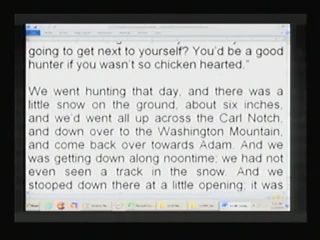 going to get next to yourself? You'd be a good
hunter if you wasn't so chicken hearted."
We went hunting that day, and there was a
little snow on the ground, about six inches,
and we'd went all up across the Carl Notch,
and down over to the Washington Mountain,
and come back over towards Adam. And we
was getting down along noontime; we had not
even seen a track in the snow. And we
stooped down there at a little opening; it was